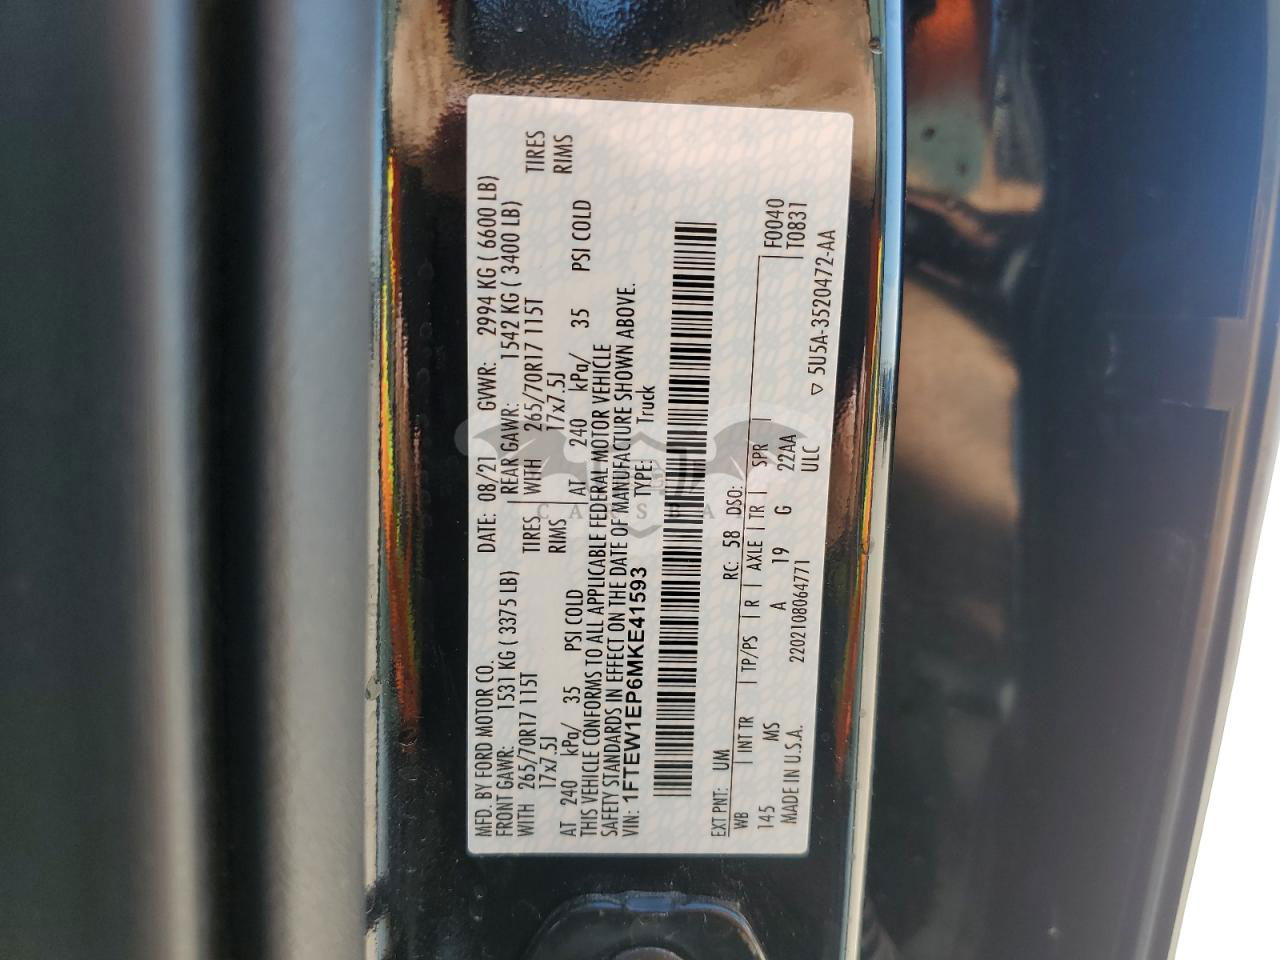 MFD. BY FORD MOTOR CO. DATE: 08/21 GVWR: 2994 KG ( 6600 LB)
FRONT GAWR: 1531 KG ( 3375 LB) REAR GAWR: 1542 KG ( 3400 LB)
WITH 265/70R17 115T TIRES WITH 265/70R17 115T TIRES
17x7.5J RIMS 17x7.5J RIMS
AT 240 kPa/ 35 PSI COLD AT 240 kPa/ 35 PSI COLD
THIS VEHICLE CONFORMS TO ALL APPLICABLE FEDERAL MOTOR VEHICLE
SAFETY STANDARDS IN EFFECT ON THE DATE OF MANUFACTURE SHOWN ABOVE.
VIN: 1FTEW1EP6MKE41593 TYPE: Truck
EXT PNT: UM RC: 58 DSO: F0040
WB | INT TR | TP/PS | R | AXLE | TR | SPR | T0831
145 MS A 19 G 22AA
MADE IN U.S.A. 2202108064771 ULC ▽ 5U5A-3520472-AA